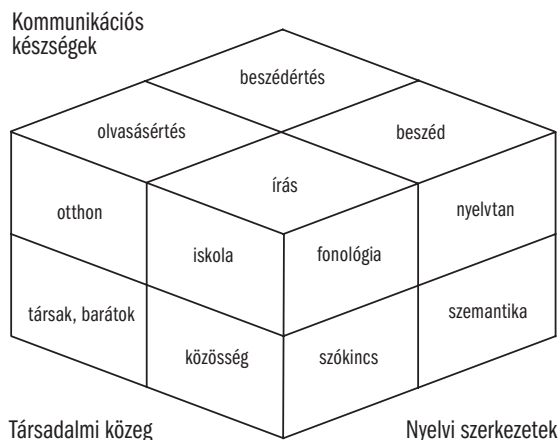 Kommunikációs
készségek
beszédértés
olvasásértés
beszéd
írás
otthon
nyelvtan
iskola
fonológia
társak, barátok
szemantika
közösség
szókincs
Társadalmi közeg
Nyelvi szerkezetek